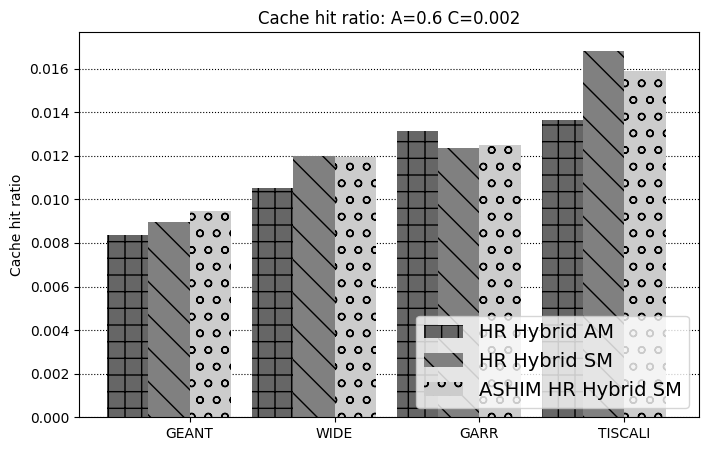 Cache hit ratio: A=0.6 C=0.002
Cache hit ratio
0.016
0.014
0.012
0.010
0.008
0.006
0.004
0.002
0.000
HR Hybrid AM
HR Hybrid SM
ASHIM HR Hybrid SM
GEANT
WIDE
GARR
TISCALI